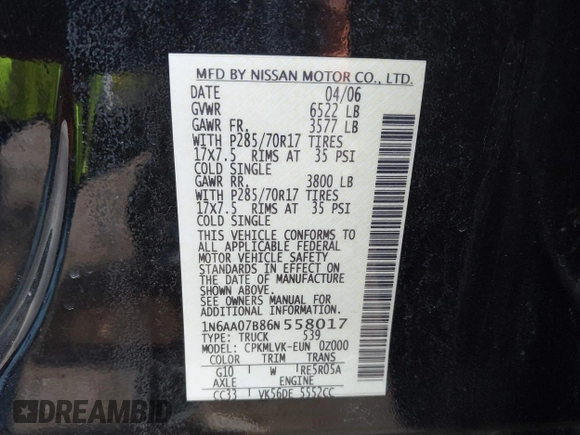 MFD BY NISSAN MOTOR CO., LTD.
DATE 04/06
GVWR 6522 LB
GAWR FR. 3577 LB
WITH P285/70R17 TIRES
17X7.5 RIMS AT 35 PSI
COLD SINGLE
GAWR RR. 3800 LB
WITH P285/70R17 TIRES
17X7.5 RIMS AT 35 PSI
COLD SINGLE
THIS VEHICLE CONFORMS TO
ALL APPLICABLE FEDERAL
MOTOR VEHICLE SAFETY
STANDARDS IN EFFECT ON
THE DATE OF MANUFACTURE
SHOWN ABOVE.
SEE OWNERS MANUAL FOR
ADDITIONAL INFORMATION.
1N6AA07B86N558017
TYPE: TRUCK 539
MODEL: CPKMLVK-EUN 0Z000
COLOR TRIM TRANS
G10 W RE5R05A
AXLE ENGINE
CC33 VK56DE 5552CC
DREAMBID